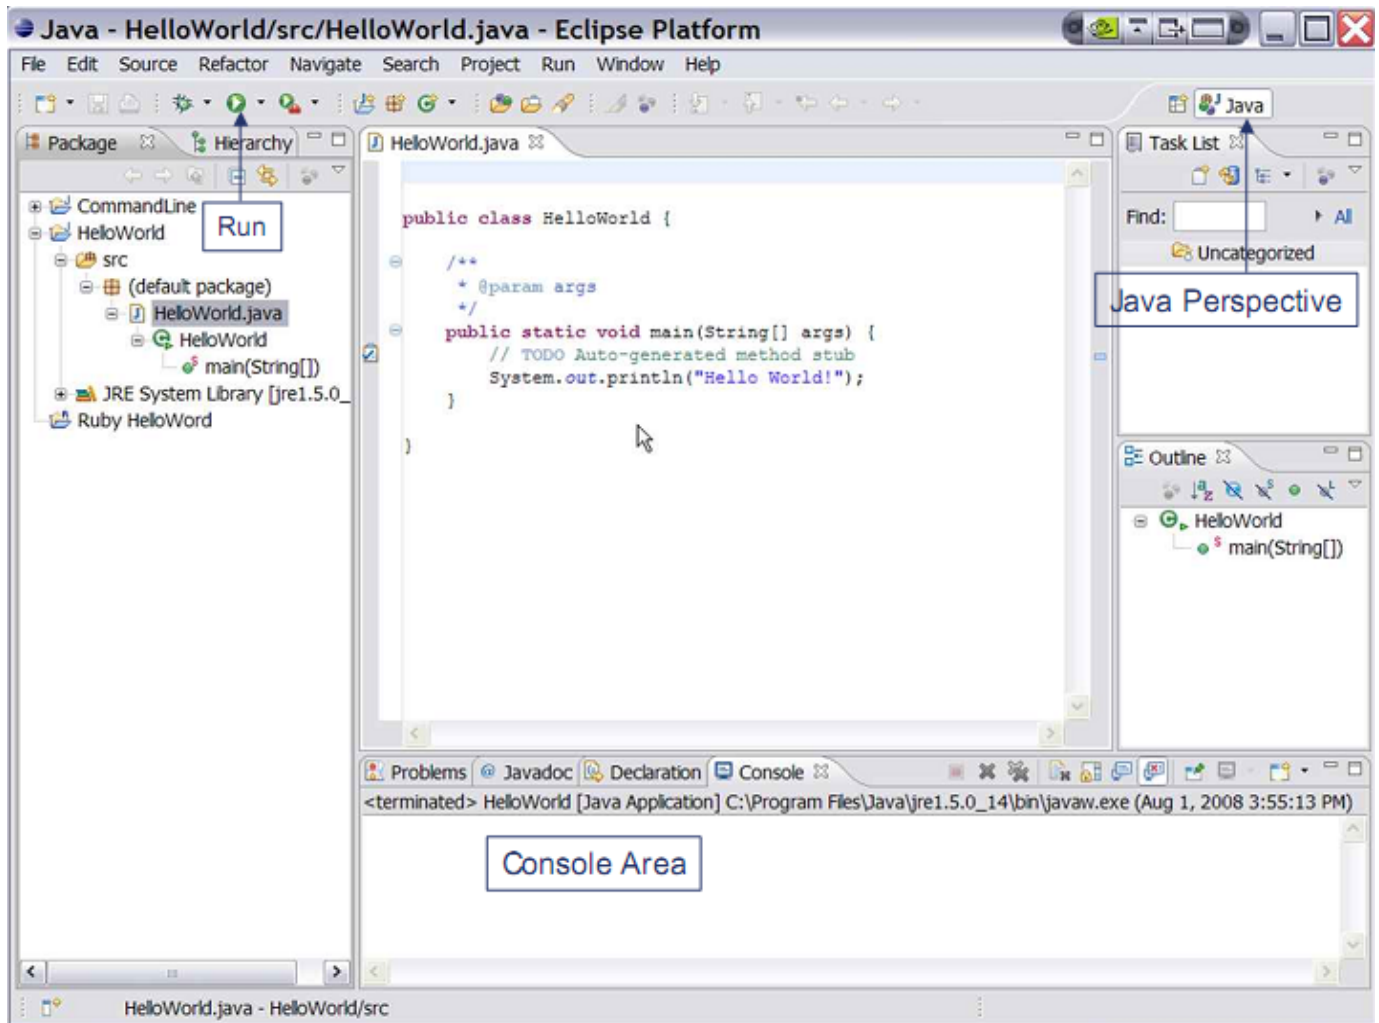 Java - HelloWorld/src/HelloWorld.java - Eclipse Platform
File Edit Source Refactor Navigate Search Project Run Window Help
Java
Package
Hierarchy
CommandLine
HelloWorld
src
(default package)
HelloWorld.java
HelloWorld
main(String[])
JRE System Library [jre1.5.0_
Ruby HelloWord
Run
HelloWorld.java
public class HelloWorld {
/**
* @param args
*/
public static void main(String[] args) {
// TODO Auto-generated method stub
System.out.println("Hello World!");
}
}
Task List
Find:
All
Uncategorized
Java Perspective
Outline
HelloWorld
main(String[])
Problems @ Javadoc Declaration Console
<terminated> HelloWorld [Java Application] C:\Program Files\Java\jre1.5.0_14\bin\javaw.exe (Aug 1, 2008 3:55:13 PM)
Console Area
HelloWorld.java - HelloWorld/src